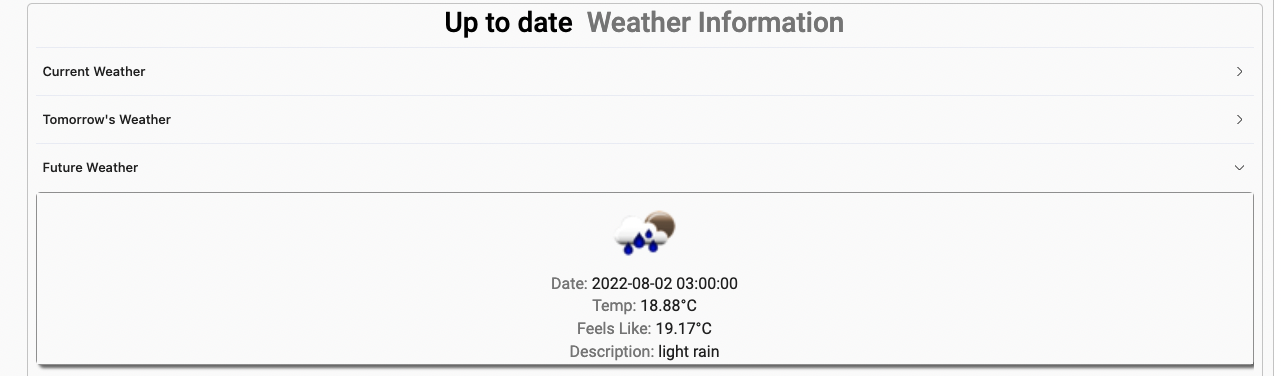 Up to date Weather Information
Current Weather
Tomorrow's Weather
Future Weather
Date: 2022-08-02 03:00:00
Temp: 18.88°C
Feels Like: 19.17°C
Description: light rain